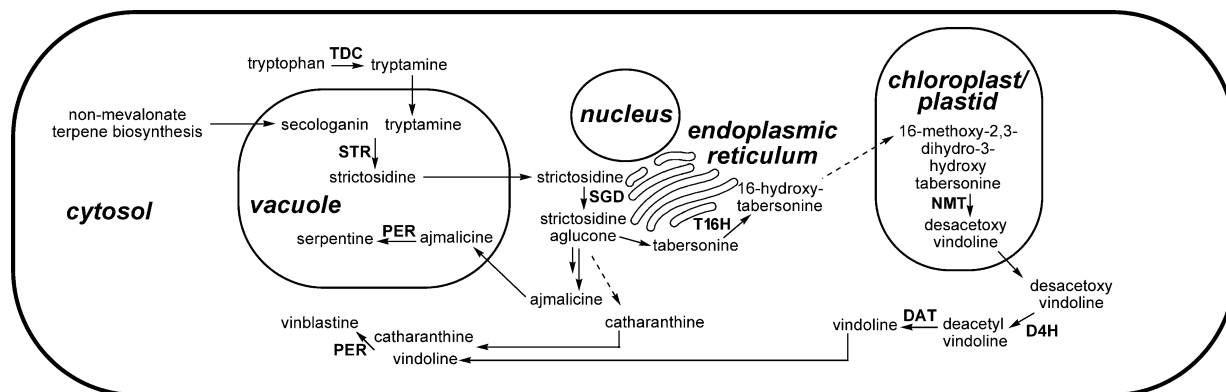 TDC
tryptophan
tryptamine
non-mevalonate
terpene biosynthesis
secologanin
tryptamine
STR
strictosidine
cytosol
vacuole
serpentine
PER
ajmalicine
nucleus
endoplasmic
reticulum
strictosidine
SGD
strictosidine
aglucone
tabersonine
T16H
16-hydroxy-
tabersonine
ajmalicine
catharanthine
chloroplast/
plastid
16-methoxy-2,3-
dihydro-3-
hydroxy
tabersonine
NMT
desacetoxy
vindoline
desacetoxy
vindoline
D4H
deacetyl
vindoline
DAT
vindoline
vinblastine
PER
catharanthine
vindoline